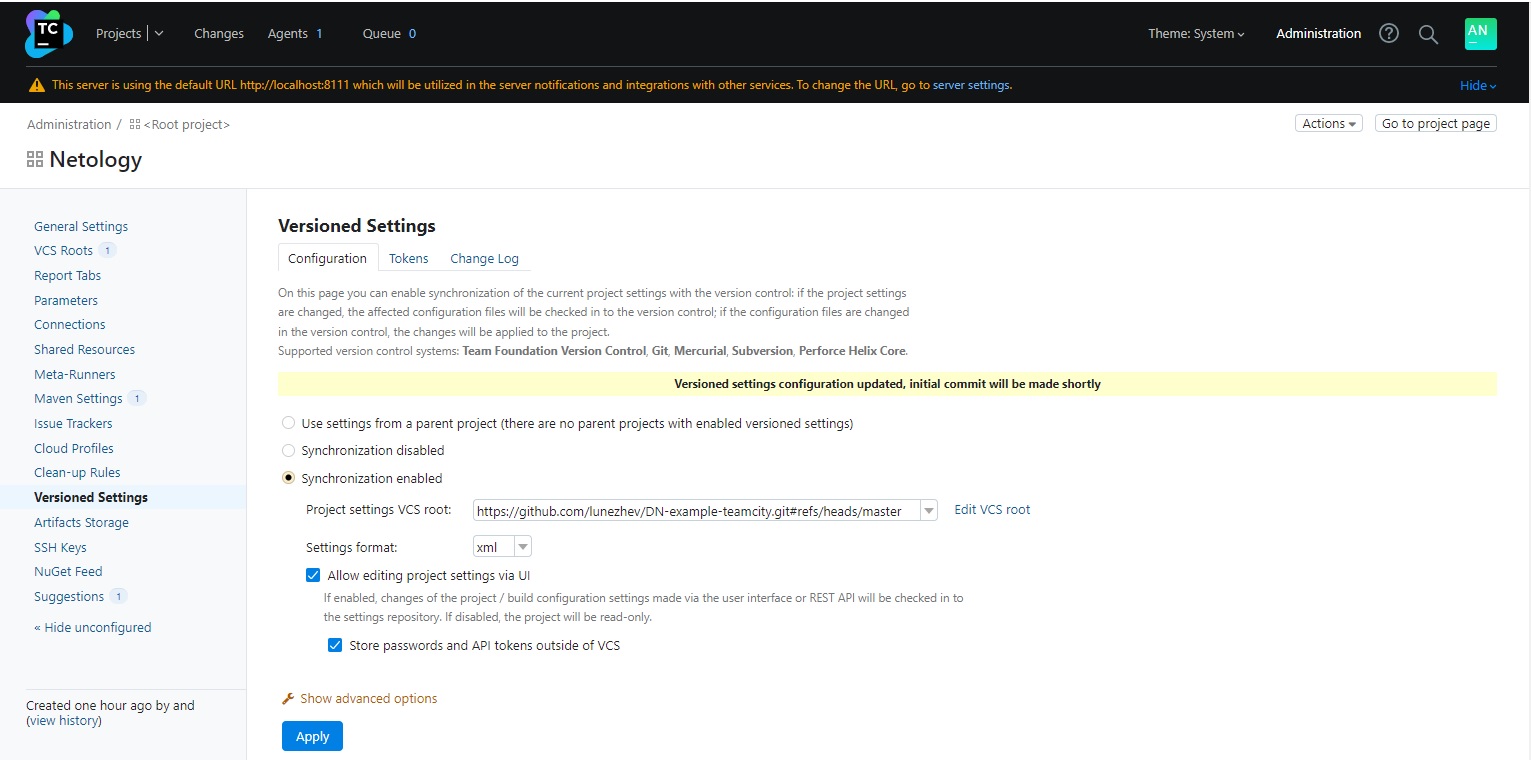 TC
Projects
Changes
Agents 1
Queue 0
Theme: System
Administration
AN
This server is using the default URL http://localhost:8111 which will be utilized in the server notifications and integrations with other services. To change the URL, go to server settings.
Hide
Administration / <Root project>
Actions
Go to project page
Netology
General Settings
VCS Roots 1
Report Tabs
Parameters
Connections
Shared Resources
Meta-Runners
Maven Settings 1
Issue Trackers
Cloud Profiles
Clean-up Rules
Versioned Settings
Artifacts Storage
SSH Keys
NuGet Feed
Suggestions 1
« Hide unconfigured
Created one hour ago by and
(view history)
Versioned Settings
Configuration
Tokens
Change Log
On this page you can enable synchronization of the current project settings with the version control: if the project settings
are changed, the affected configuration files will be checked in to the version control; if the configuration files are changed
in the version control, the changes will be applied to the project.
Supported version control systems: Team Foundation Version Control, Git, Mercurial, Subversion, Perforce Helix Core.
Versioned settings configuration updated, initial commit will be made shortly
Use settings from a parent project (there are no parent projects with enabled versioned settings)
Synchronization disabled
Synchronization enabled
Project settings VCS root: https://github.com/lunezhev/DN-example-teamcity.git#refs/heads/master Edit VCS root
Settings format: xml
Allow editing project settings via UI
If enabled, changes of the project / build configuration settings made via the user interface or REST API will be checked in to
the settings repository. If disabled, the project will be read-only.
Store passwords and API tokens outside of VCS
Show advanced options
Apply